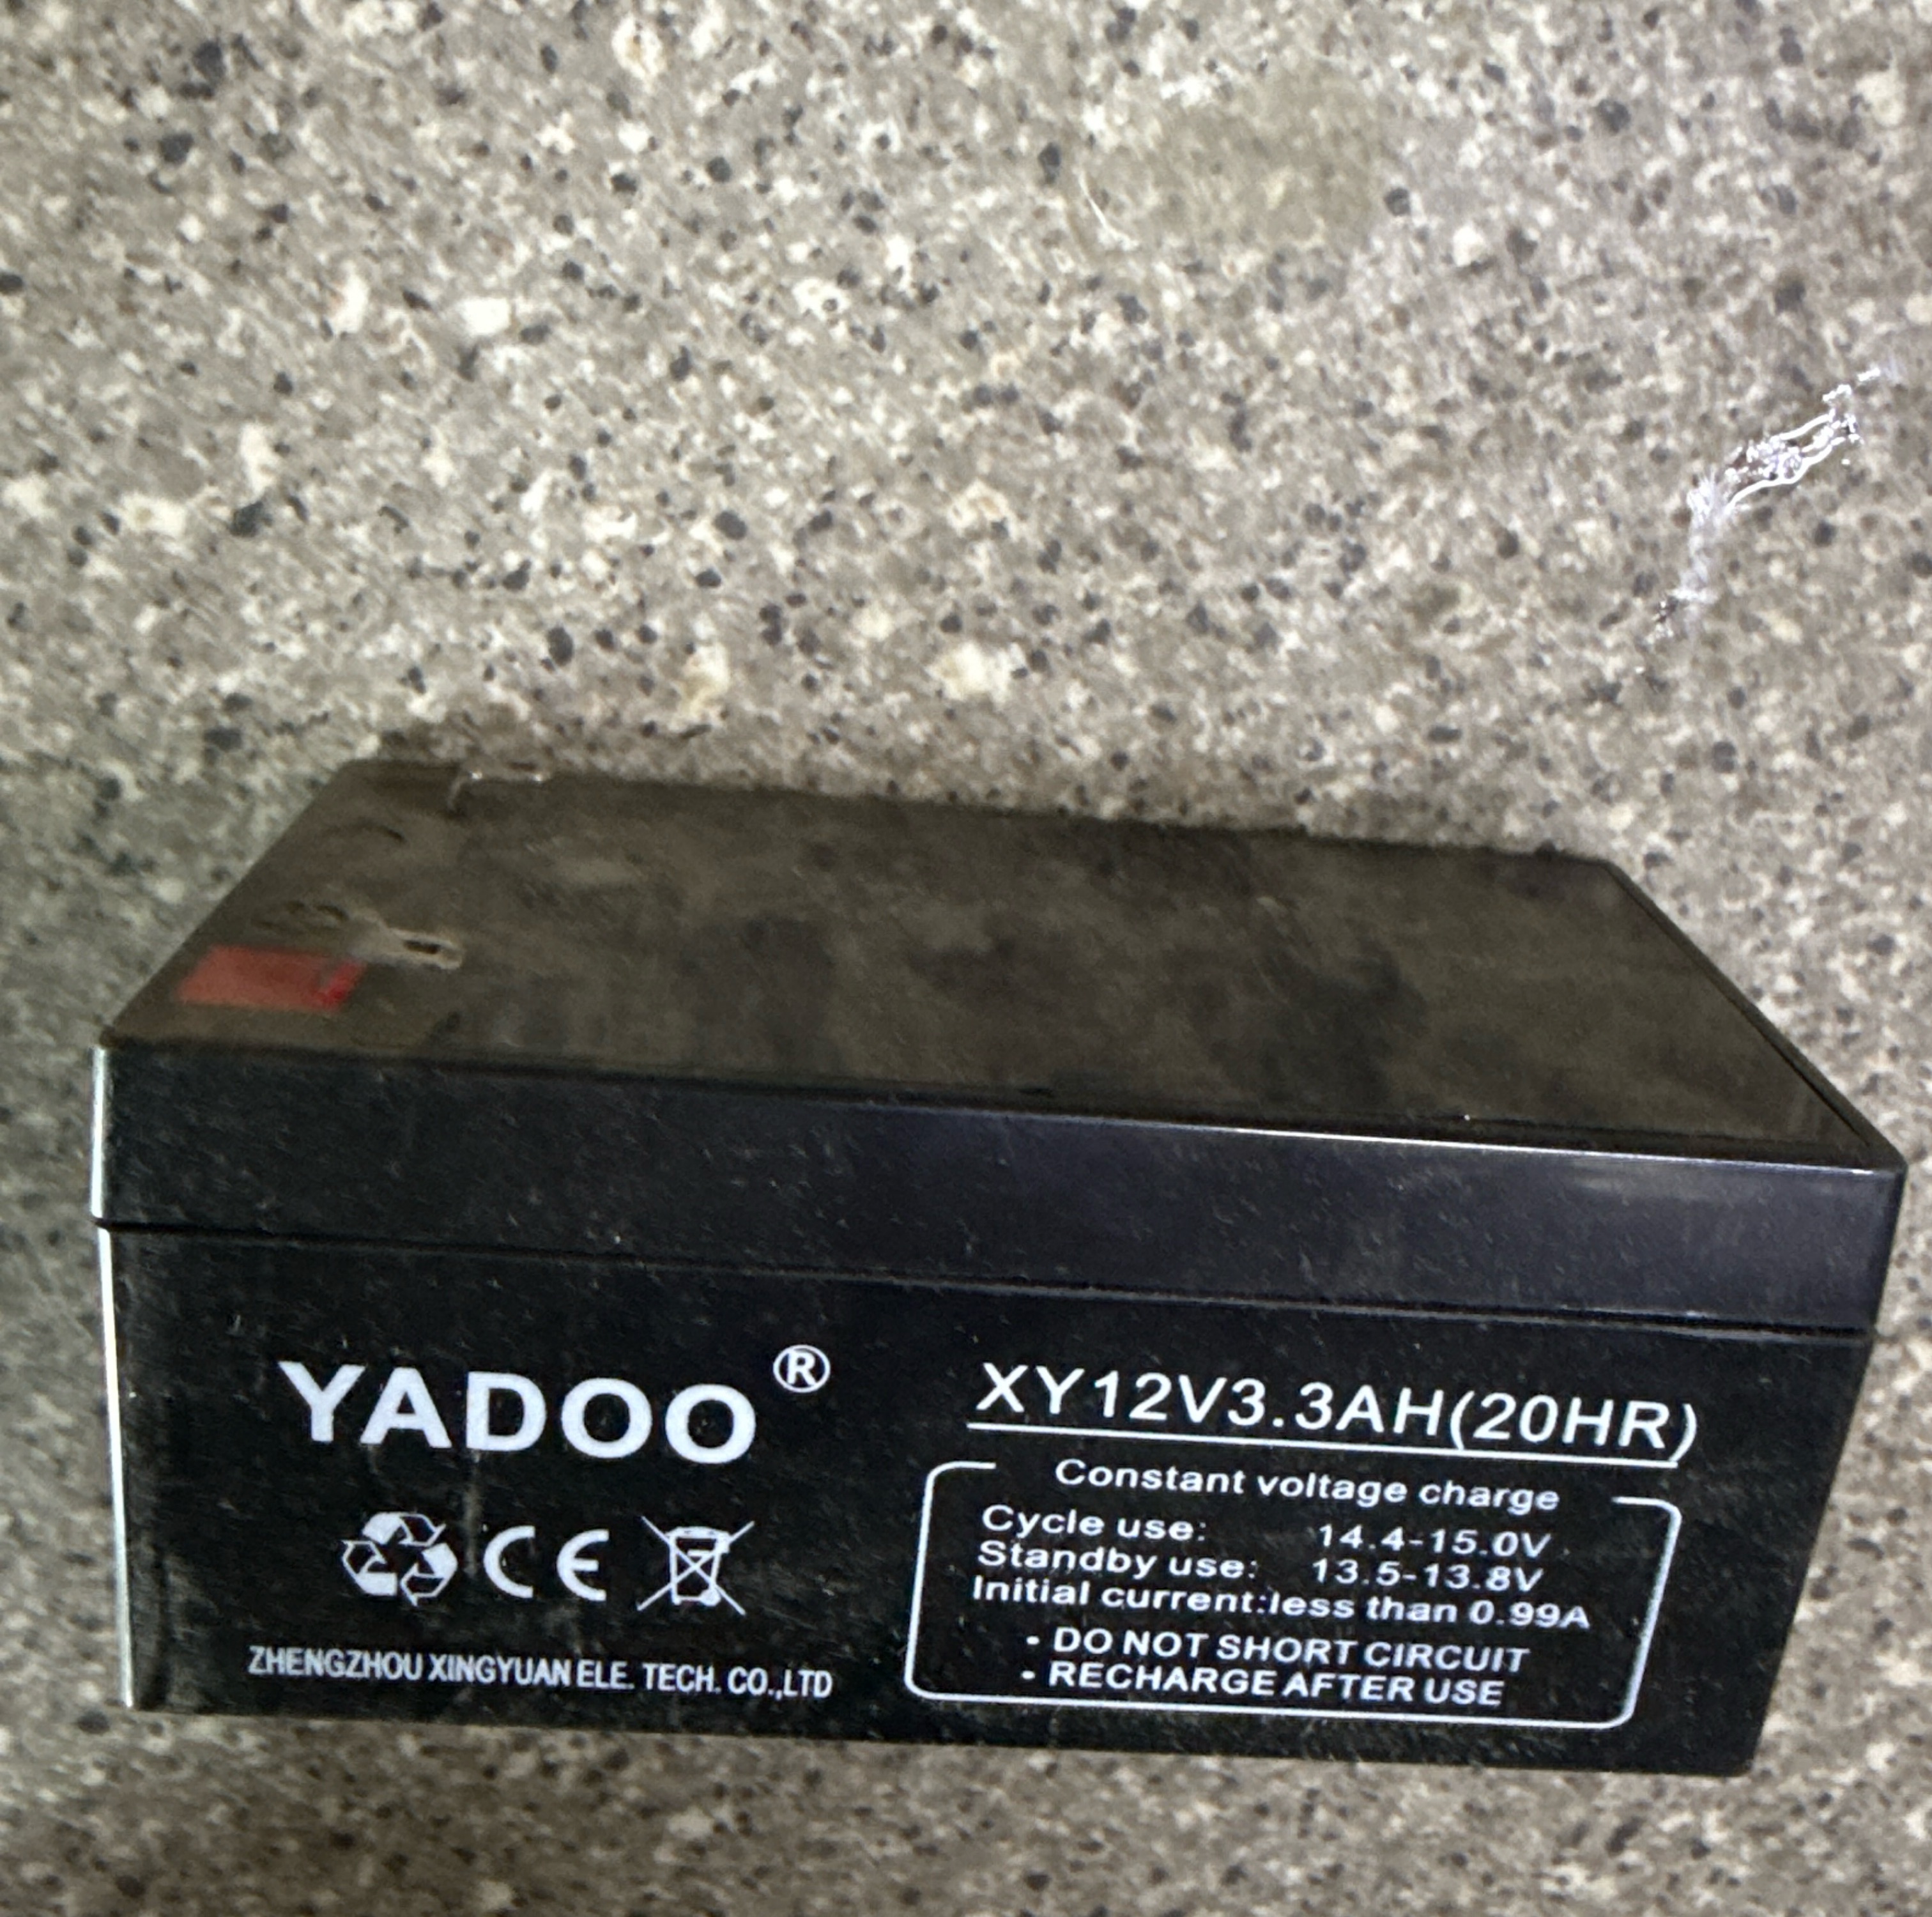 YADOO®
CE
ZHENGZHOU XINGYUAN ELE. TECH. CO.,LTD
XY12V3.3AH(20HR)
Constant voltage charge
Cycle use: 14.4-15.0V
Standby use: 13.5-13.8V
Initial current:less than 0.99A
• DO NOT SHORT CIRCUIT
• RECHARGE AFTER USE